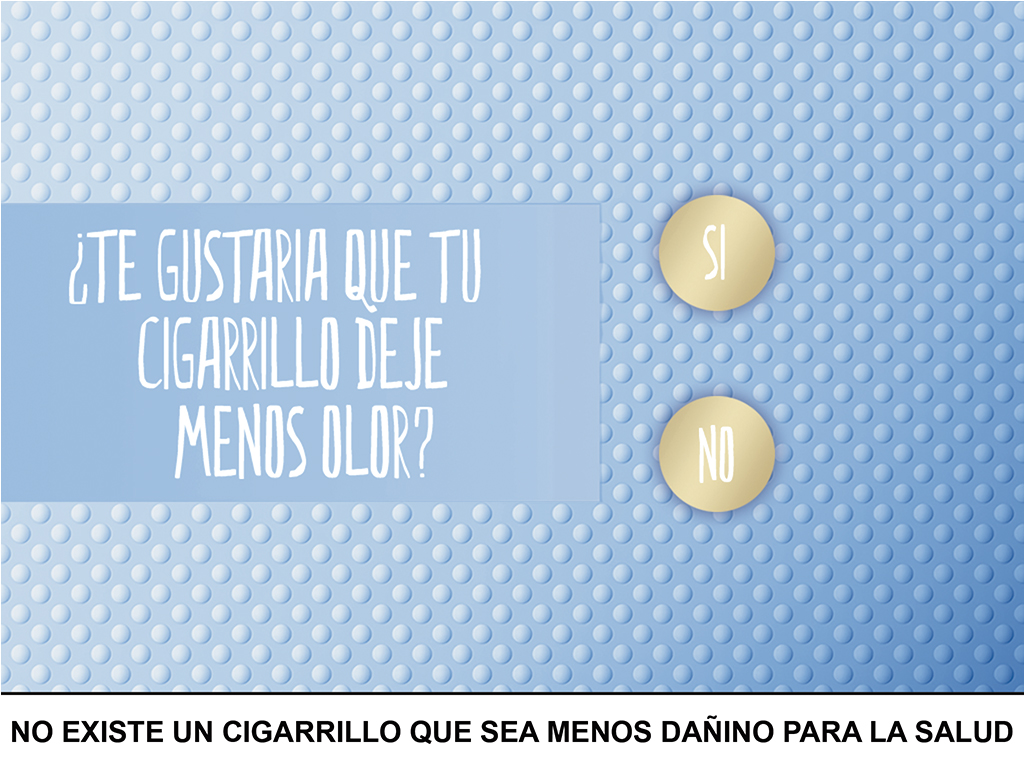 ¿TE GUSTARIA QUE TU
CIGARRILLO DEJE
MENOS OLOR?
SI
NO
NO EXISTE UN CIGARRILLO QUE SEA MENOS DAÑINO PARA LA SALUD